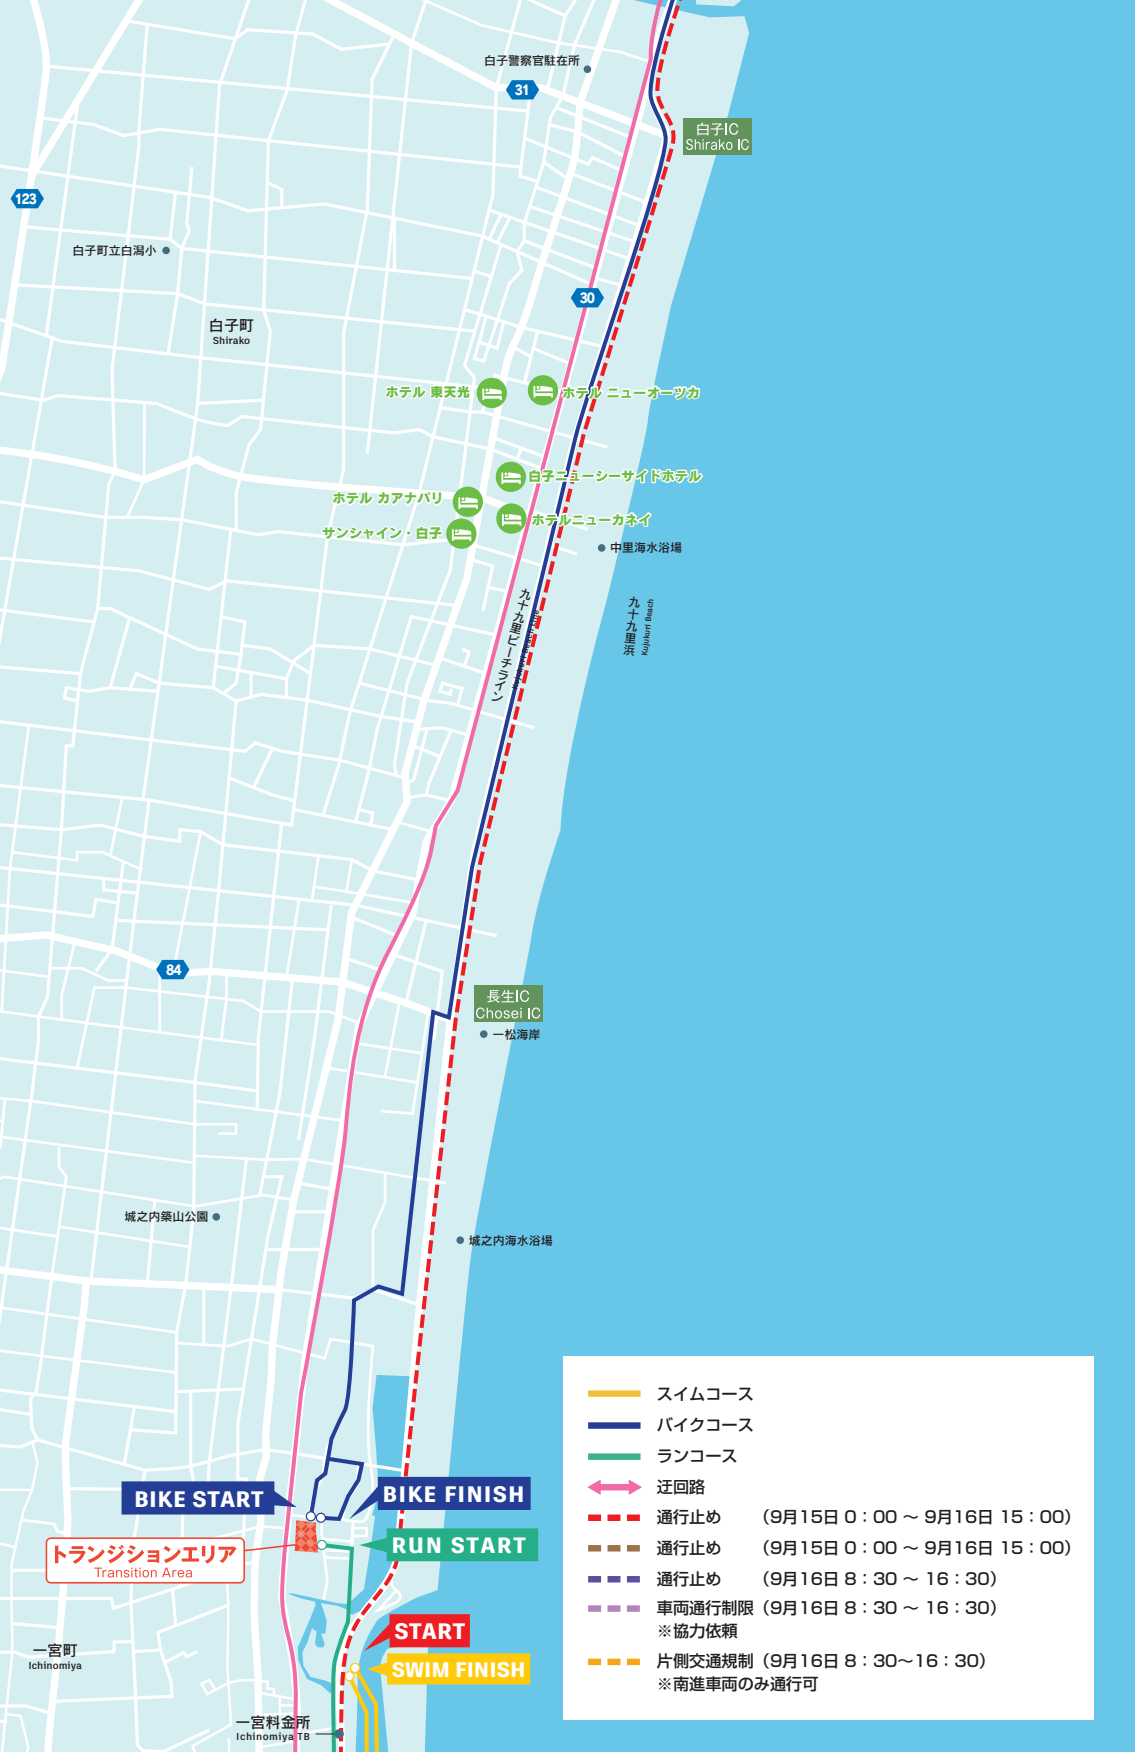 白子警察官駐在所
31
白子IC
Shirako IC
123
白子町立白潟小
30
白子町
Shirako
ホテル 東天光
ホテル ニューオーツカ
白子ニューシーサイドホテル
ホテル カアナパリ
ホテルニューカネイ
サンシャイン・白子
中里海水浴場
九十九里ビーチライン
九十九里浜
Kujukuri Beach
84
長生IC
Chosei IC
一松海岸
城之内築山公園
城之内海水浴場
BIKE START
BIKE FINISH
RUN START
トランジションエリア
Transition Area
START
SWIM FINISH
一宮町
Ichinomiya
一宮料金所
Ichinomiya TB
スイムコース
バイクコース
ランコース
迂回路
通行止め (9月15日 0:00 ~ 9月16日 15:00)
通行止め (9月15日 0:00 ~ 9月16日 15:00)
通行止め (9月16日 8:30 ~ 16:30)
車両通行制限 (9月16日 8:30 ~ 16:30)
※協力依頼
片側交通規制 (9月16日 8:30~16:30)
※南進車両のみ通行可